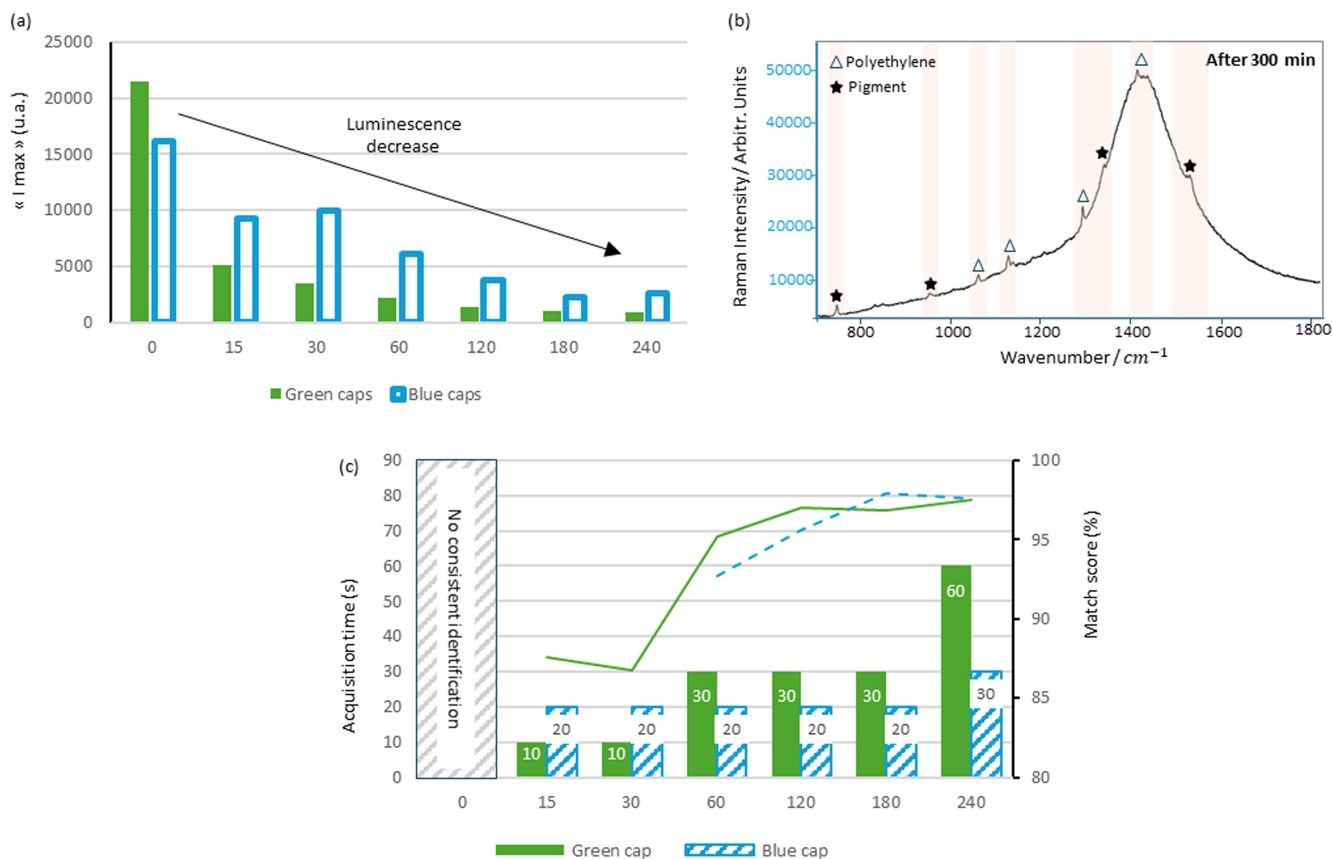 (a)
25000
20000
15000
10000
5000
0
« I max » (u.a.)
Luminescence
decrease
0 15 30 60 120 180 240
Green caps Blue caps
(b)
Polyethylene
Pigment
After 300 min
50000
40000
30000
20000
10000
Raman Intensity / Arbitr. Units
800 1000 1200 1400 1600 1800
Wavenumber / cm⁻¹
(c)
90
80
70
60
50
40
30
20
10
0
Acquisition time (s)
No consistent identification
10 20 10 20 30 20 30 20 30 20 60 30
100
95
90
85
80
Match score (%)
0 15 30 60 120 180 240
Green cap Blue cap